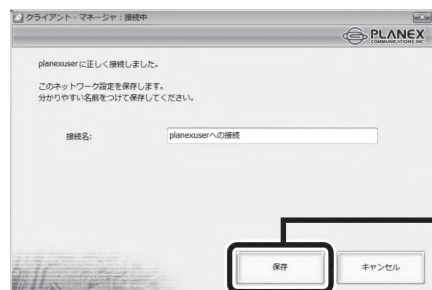 クライアント・マネージャ：接続中
PLANEX
COMMUNICATIONS INC.
planexuserに正しく接続しました。
このネットワーク設定を保存します。
分かりやすい名前をつけて保存してください。
接続名:
planexuserへの接続
保存
キャンセル